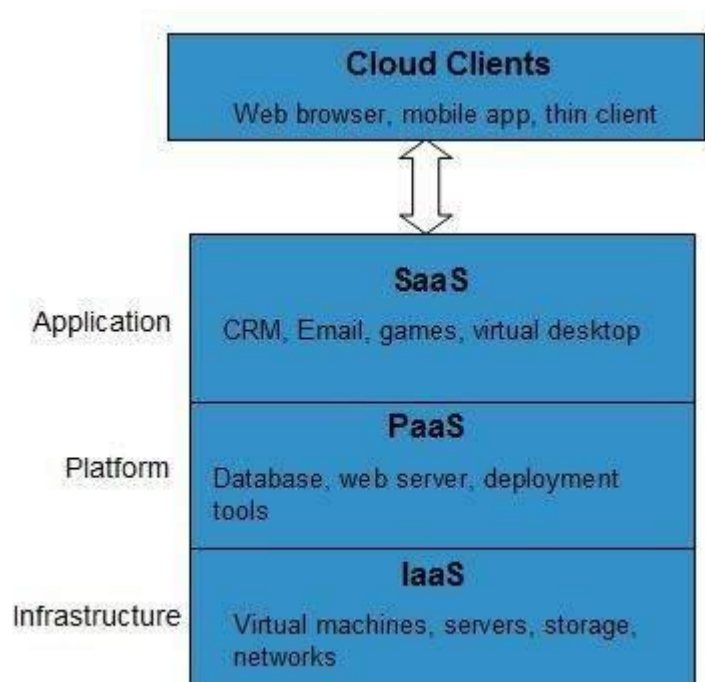 Cloud Clients
Web browser, mobile app, thin client
SaaS
Application
CRM, Email, games, virtual desktop
PaaS
Platform
Database, web server, deployment
tools
IaaS
Infrastructure
Virtual machines, servers, storage,
networks